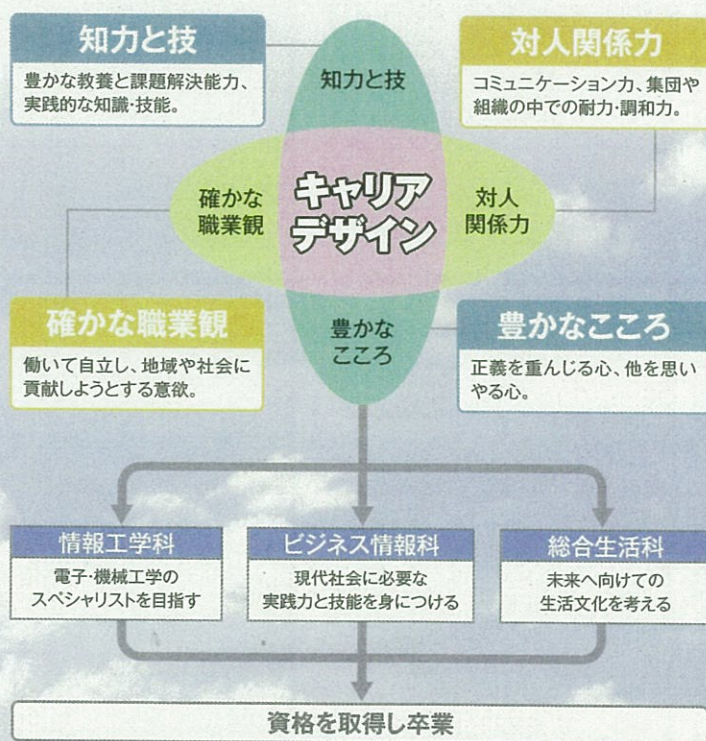 知力と技
豊かな教養と課題解決能力、
実践的な知識・技能。
対人関係力
コミュニケーション力、集団や
組織の中での耐力・調和力。
知力と技
確かな
職業観
キャリア
デザイン
対人
関係力
豊かな
こころ
確かな職業観
働いて自立し、地域や社会に
貢献しようとする意欲。
豊かなこころ
正義を重んじる心、他を思い
やる心。
情報工学科
電子・機械工学の
スペシャリストを目指す
ビジネス情報科
現代社会に必要な
実践力と技能を身につける
総合生活科
未来へ向けての
生活文化を考える
資格を取得し卒業